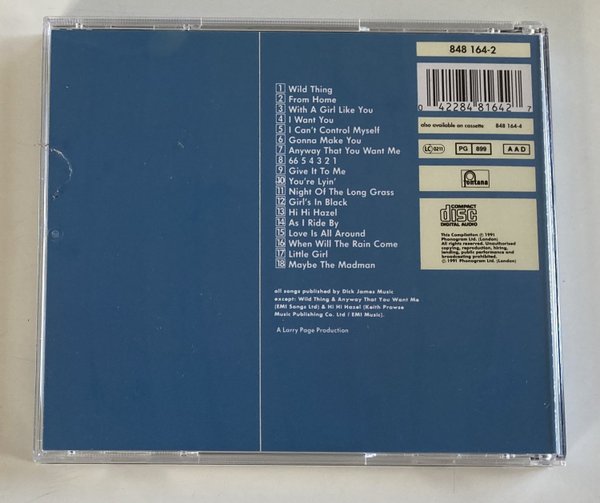 1 Wild Thing
2 From Home
3 With A Girl Like You
4 I Want You
5 I Can't Control Myself
6 Gonna Make You
7 Anyway That You Want Me
8 66 5 4 3 2 1
9 Give It To Me
10 You're Lyin'
11 Night Of The Long Grass
12 Girl's In Black
13 Hi Hi Hazel
14 As I Ride By
15 Love Is All Around
16 When Will The Rain Come
17 Little Girl
18 Maybe The Madman
all songs published by Dick James Music
except: Wild Thing & Anyway That You Want Me
(EMI Songs Ltd) & Hi Hi Hazel (Keith Prowse
Music Publishing Co. Ltd / EMI Music).
A Larry Page Production
848 164-2
0 42284 81642 7
also available on cassette 848 164-4
LC 0211 PG 899 AAD
fontana
COMPACT
disc
DIGITAL AUDIO
This Compilation ℗ 1991
Phonogram Ltd. (London)
All rights reserved. Unauthorised
copying, reproduction, hiring,
lending, public performance and
broadcasting prohibited.
© 1991 Phonogram Ltd. (London)